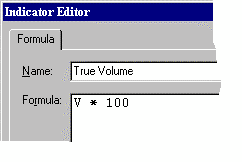 Indicator Editor
Formula
Name: True Volume
Formula: V * 100